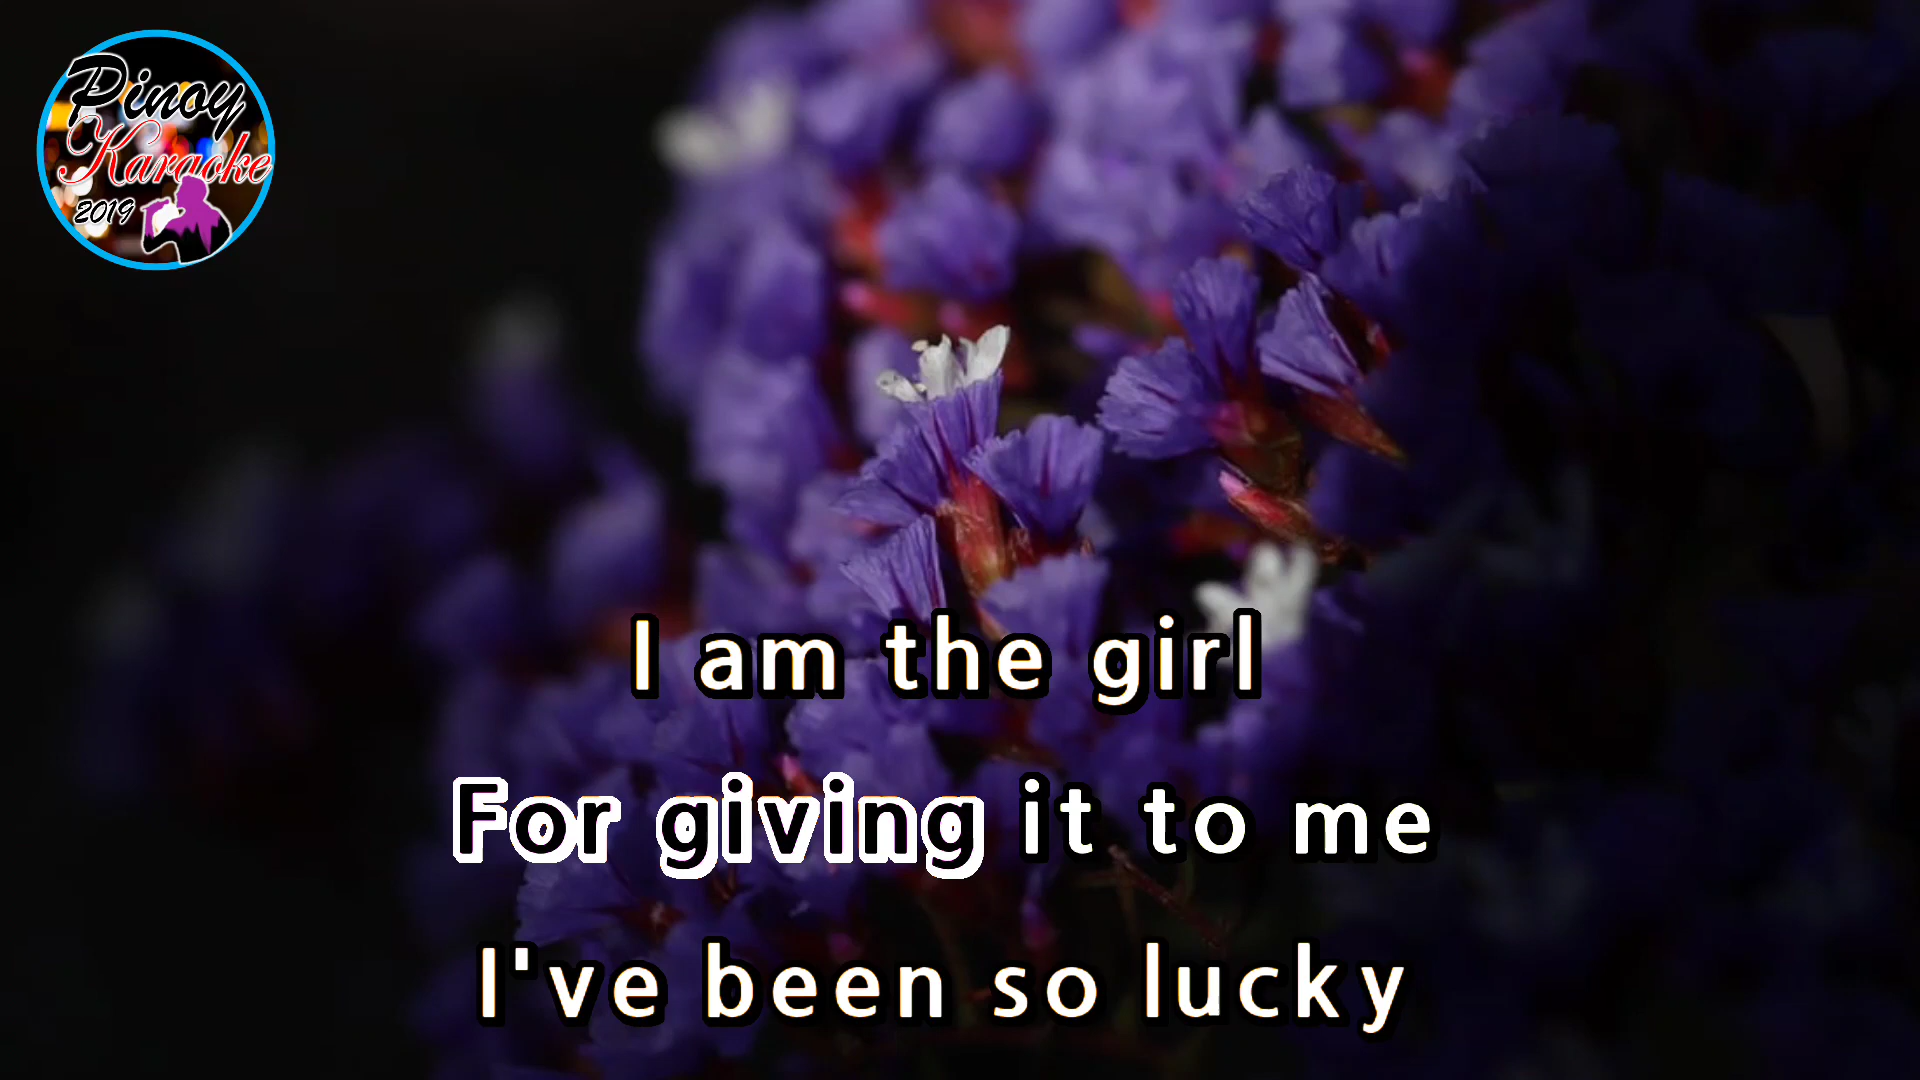 Pinoy
Karaoke
2019
I am the girl
For giving it to me
I've been so lucky